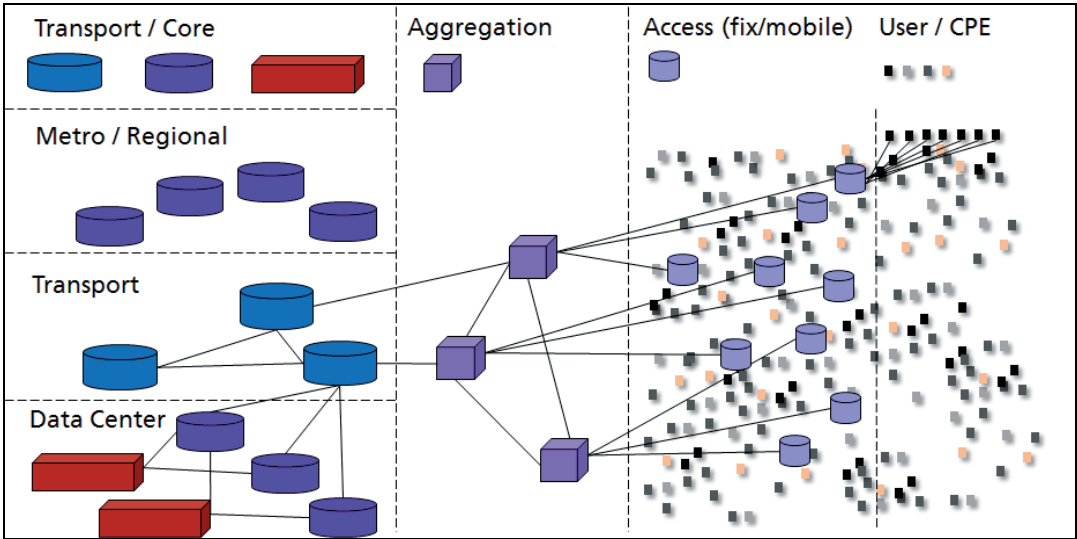 Transport / Core
Aggregation
Access (fix/mobile)
User / CPE
Metro / Regional
Transport
Data Center